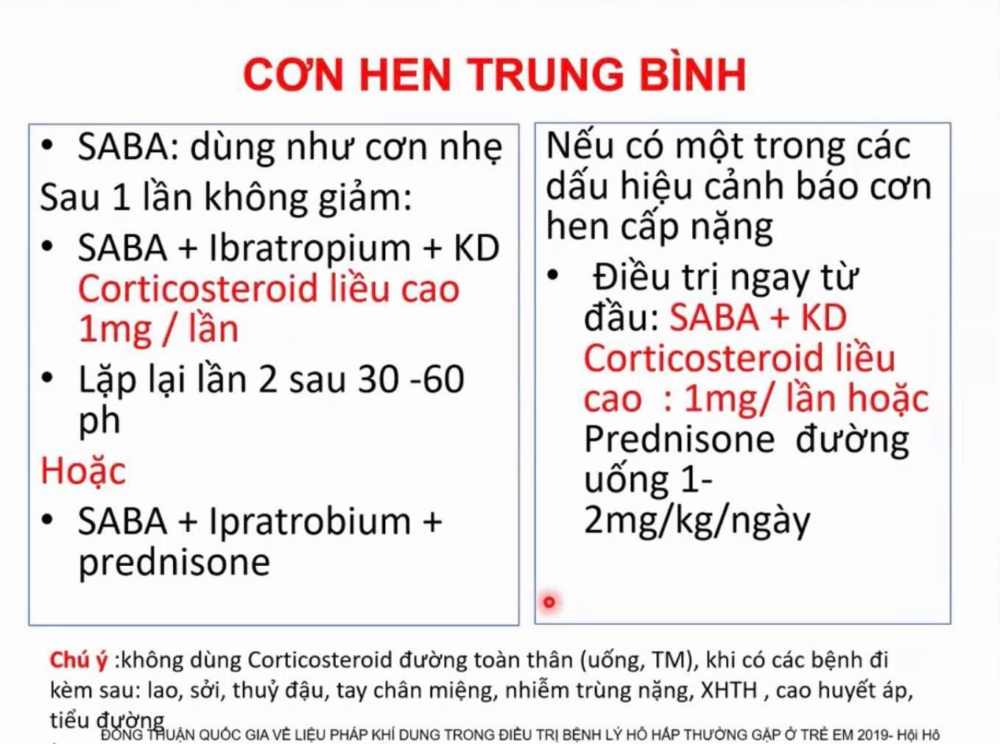 CƠN HEN TRUNG BÌNH
• SABA: dùng như cơn nhẹ
Sau 1 lần không giảm:
• SABA + Ibratropium + KD
Corticosteroid liều cao
1mg / lần
• Lặp lại lần 2 sau 30 -60
ph
Hoặc
• SABA + Ipratrobium +
prednisone
Nếu có một trong các
dấu hiệu cảnh báo cơn
hen cấp nặng
• Điều trị ngay từ
đầu: SABA + KD
Corticosteroid liều
cao : 1mg/ lần hoặc
Prednisone đường
uống 1-
2mg/kg/ngày
Chú ý :không dùng Corticosteroid đường toàn thân (uống, TM), khi có các bệnh đi
kèm sau: lao, sởi, thuỷ đậu, tay chân miệng, nhiễm trùng nặng, XHTH , cao huyết áp,
tiểu đường
ĐỒNG THUẬN QUỐC GIA VỀ LIỆU PHÁP KHÍ DUNG TRONG ĐIỀU TRỊ BỆNH LÝ HÔ HẤP THƯỜNG GẶP Ở TRẺ EM 2019- Hội Hô